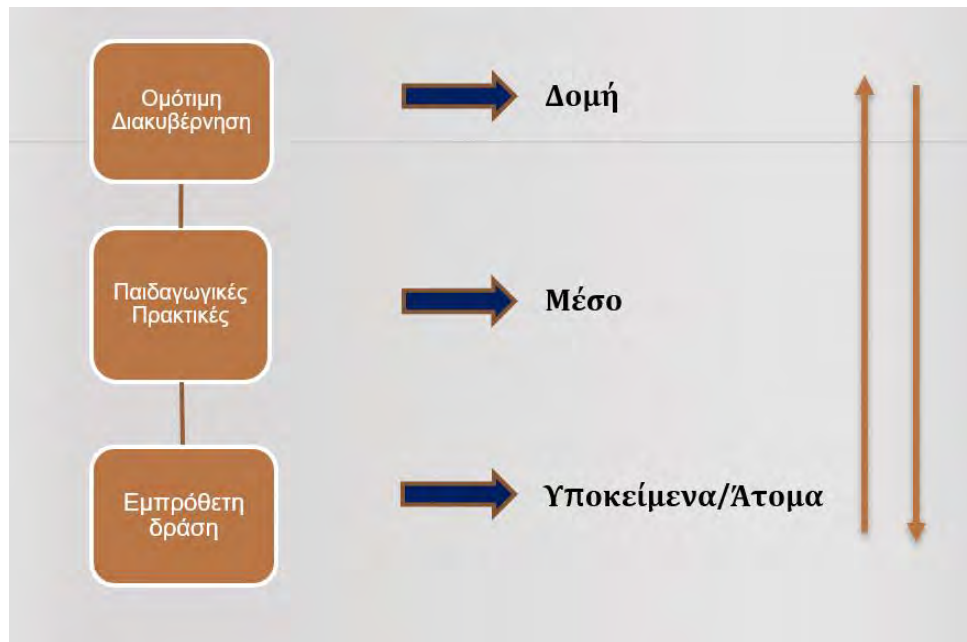 Ομότιμη
Διακυβέρνηση
Δομή
Παιδαγωγικές
Πρακτικές
Μέσο
Εμπρόθετη
δράση
Υποκείμενα/Άτομα